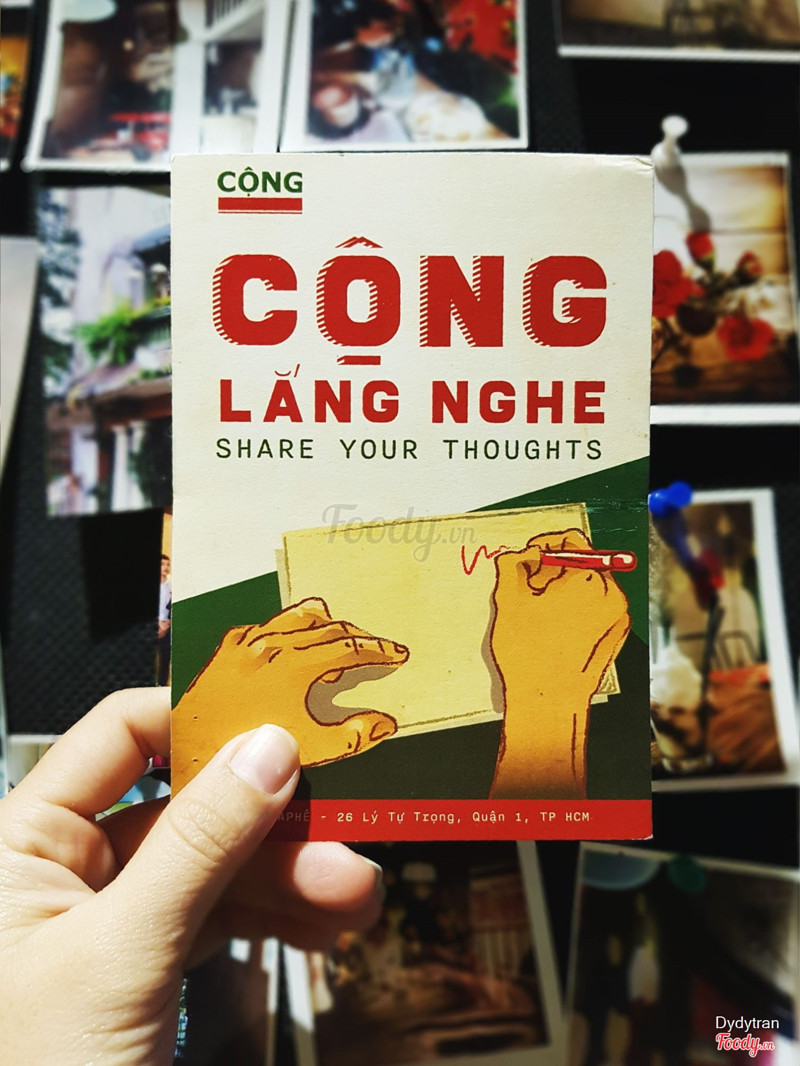 CỘNG
CỘNG
LẮNG NGHE
SHARE YOUR THOUGHTS
Foody.vn
- 26 Lý Tự Trọng, Quận 1, TP HCM
Dydytran
Foody.vn